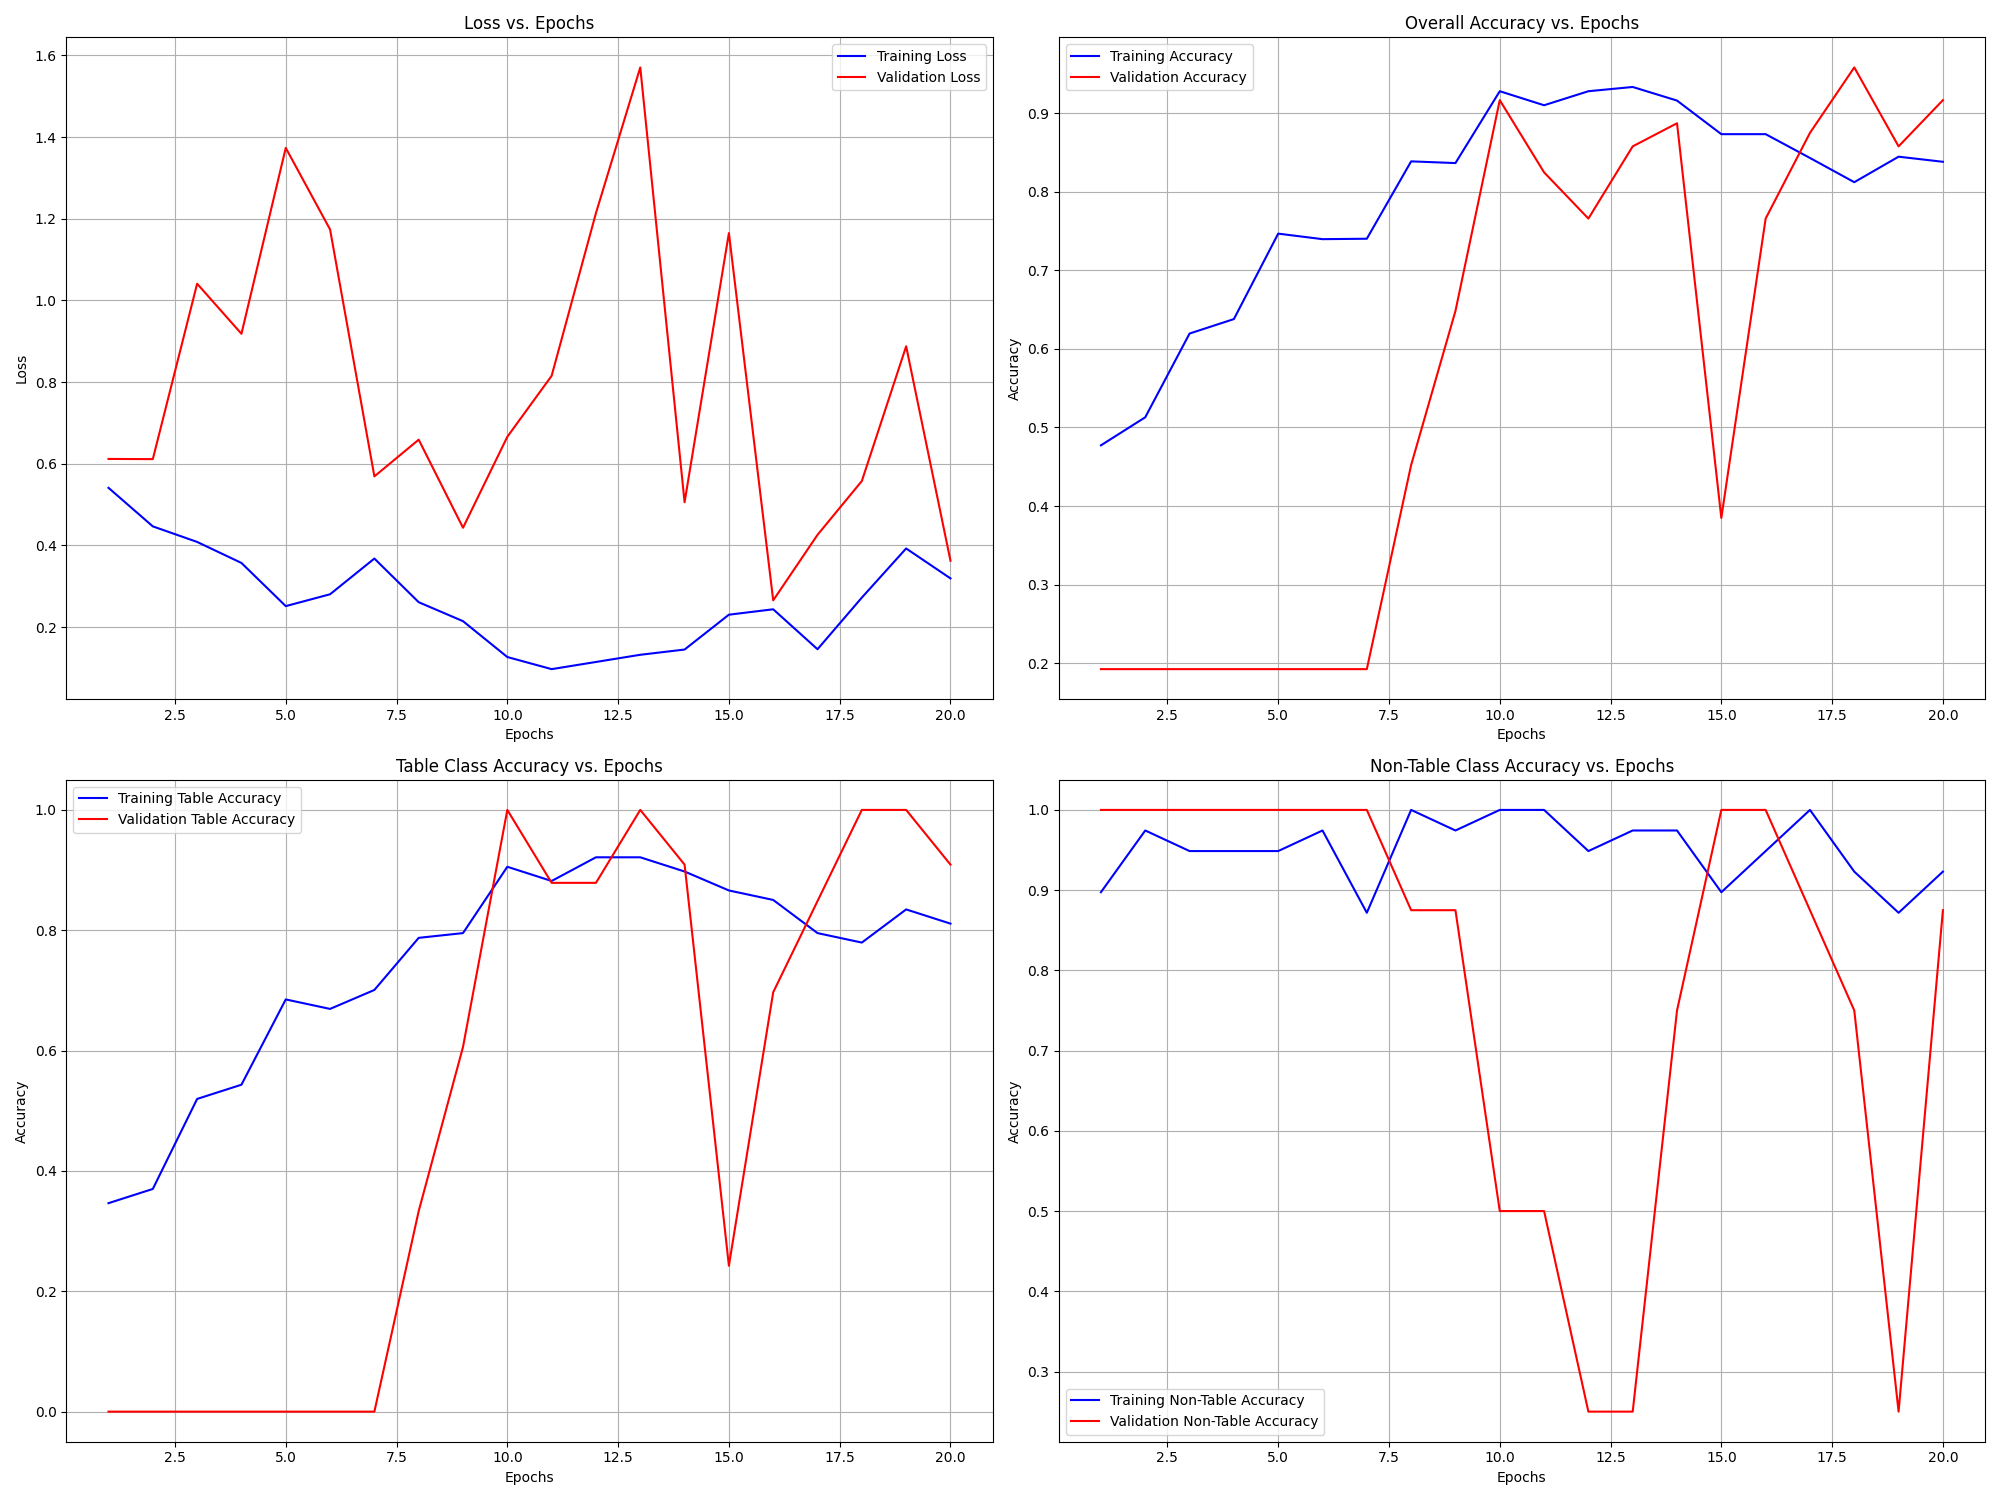 Loss vs. Epochs
Training Loss
Validation Loss
1.6
1.4
1.2
1.0
0.8
0.6
0.4
0.2
Loss
2.5 5.0 7.5 10.0 12.5 15.0 17.5 20.0
Epochs
Overall Accuracy vs. Epochs
Training Accuracy
Validation Accuracy
0.9
0.8
0.7
0.6
0.5
0.4
0.3
0.2
Accuracy
2.5 5.0 7.5 10.0 12.5 15.0 17.5 20.0
Epochs
Table Class Accuracy vs. Epochs
Training Table Accuracy
Validation Table Accuracy
1.0
0.8
0.6
0.4
0.2
0.0
Accuracy
2.5 5.0 7.5 10.0 12.5 15.0 17.5 20.0
Epochs
Non-Table Class Accuracy vs. Epochs
1.0
0.9
0.8
0.7
0.6
0.5
0.4
0.3
Accuracy
Training Non-Table Accuracy
Validation Non-Table Accuracy
2.5 5.0 7.5 10.0 12.5 15.0 17.5 20.0
Epochs